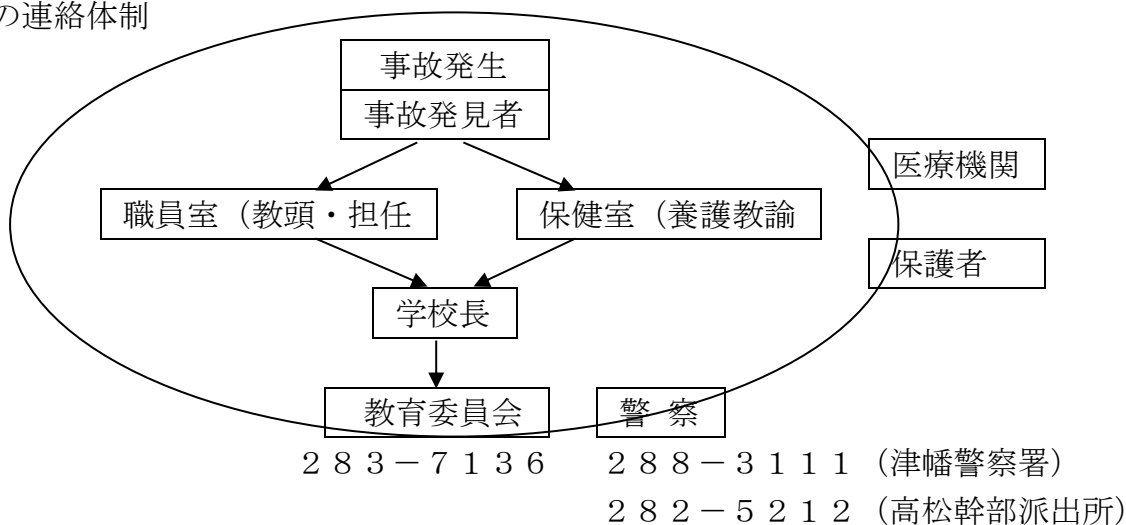 の連絡体制
事故発生
事故発見者
医療機関
職員室（教頭・担任
保健室（養護教諭
保護者
学校長
教育委員会
警 察
２８３－７１３６
２８８－３１１１（津幡警察署）
２８２－５２１２（高松幹部派出所）